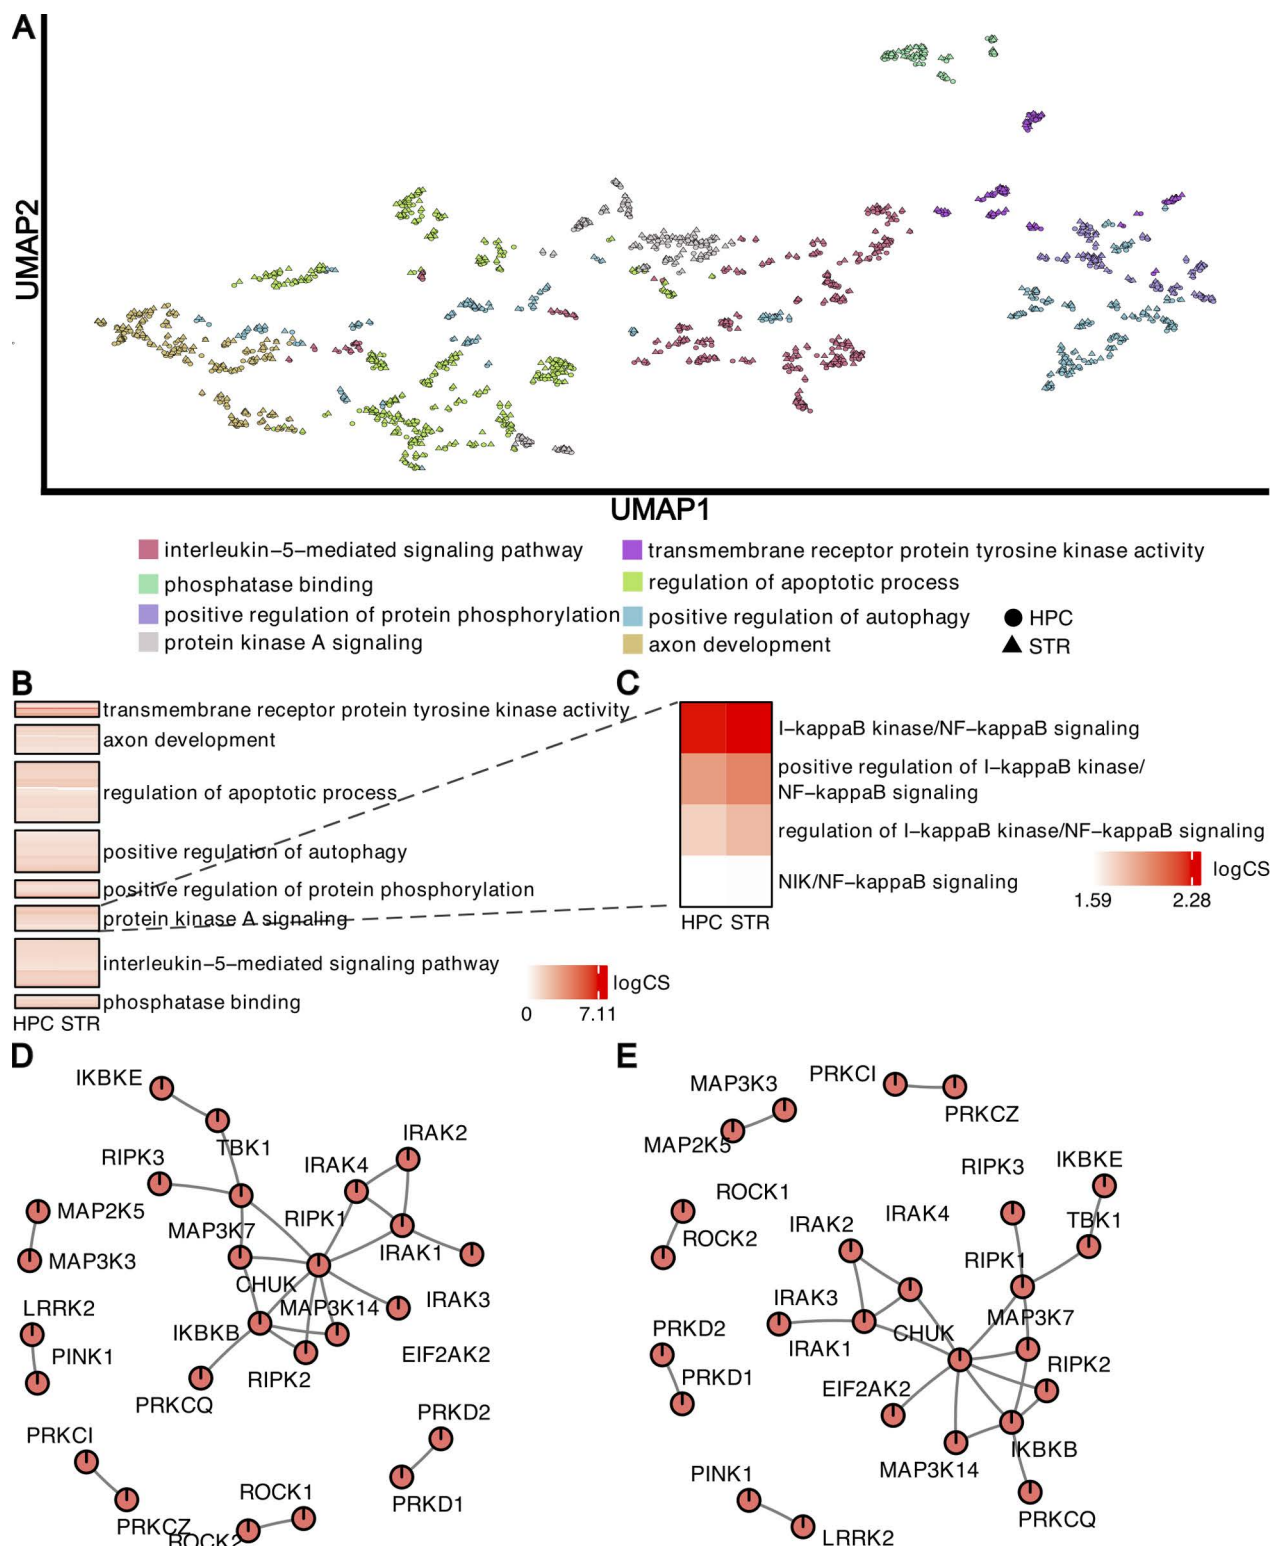 A
UMAP2
UMAP1
interleukin−5−mediated signaling pathway
phosphatase binding
positive regulation of protein phosphorylation
protein kinase A signaling
transmembrane receptor protein tyrosine kinase activity
regulation of apoptotic process
positive regulation of autophagy
axon development
HPC
STR
B
transmembrane receptor protein tyrosine kinase activity
axon development
regulation of apoptotic process
positive regulation of autophagy
positive regulation of protein phosphorylation
protein kinase A signaling
interleukin−5−mediated signaling pathway
phosphatase binding
HPC STR
logCS
0 7.11
C
I−kappaB kinase/NF−kappaB signaling
positive regulation of I−kappaB kinase/
NF−kappaB signaling
regulation of I−kappaB kinase/NF−kappaB signaling
NIK/NF−kappaB signaling
HPC STR
logCS
1.59 2.28
D
IKBKE
TBK1
IRAK2
RIPK3
IRAK4
MAP2K5
RIPK1
MAP3K7
IRAK1
MAP3K3
CHUK
IRAK3
LRRK2
MAP3K14
IKBKB
PINK1
EIF2AK2
RIPK2
PRKCQ
PRKD2
PRKCI
ROCK1
PRKD1
PRKCZ
ROCK2
E
PRKCI
MAP3K3
PRKCZ
MAP2K5
RIPK3
IKBKE
ROCK1
IRAK4
IRAK2
TBK1
ROCK2
RIPK1
IRAK3
MAP3K7
PRKD2
CHUK
IRAK1
RIPK2
PRKD1
EIF2AK2
IKBKB
MAP3K14
PINK1
PRKCQ
LRRK2